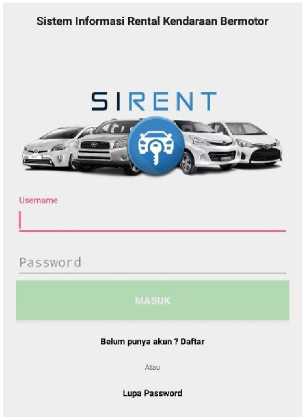 Sistem Informasi Rental Kendaraan Bermotor
SIRENT
Username
Password
MASUK
Belum punya akun ? Daftar
Atau
Lupa Password